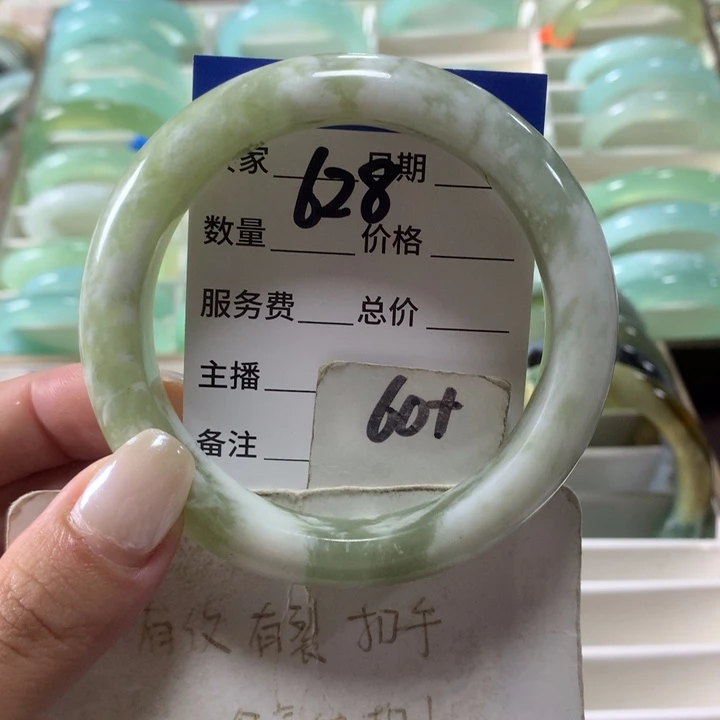 家 628 日期
数量 价格
服务费 总价
主播
60+
备注
有纹 有裂 扣手